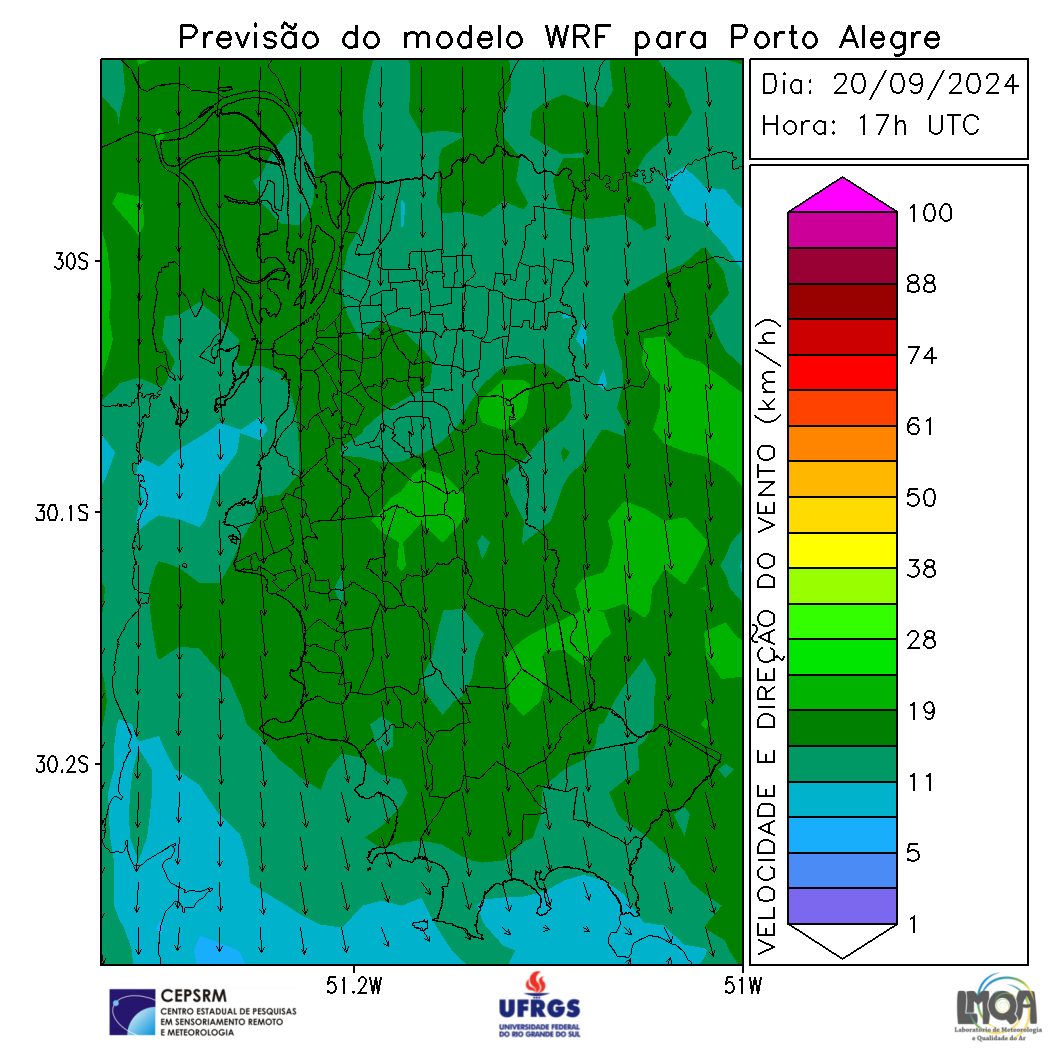 Previsão do modelo WRF para Porto Alegre
Dia: 20/09/2024
Hora: 17h UTC
30S
30.1S
30.2S
51.2W
51W
VELOCIDADE E DIREÇÃO DO VENTO (km/h)
100
88
74
61
50
38
28
19
11
5
1
CEPSRM
CENTRO ESTADUAL DE PESQUISAS
EM SENSORIAMENTO REMOTO
E METEOROLOGIA
UFRGS
UNIVERSIDADE FEDERAL
DO RIO GRANDE DO SUL
LMQA
Laboratório de Meteorologia
e Qualidade do Ar